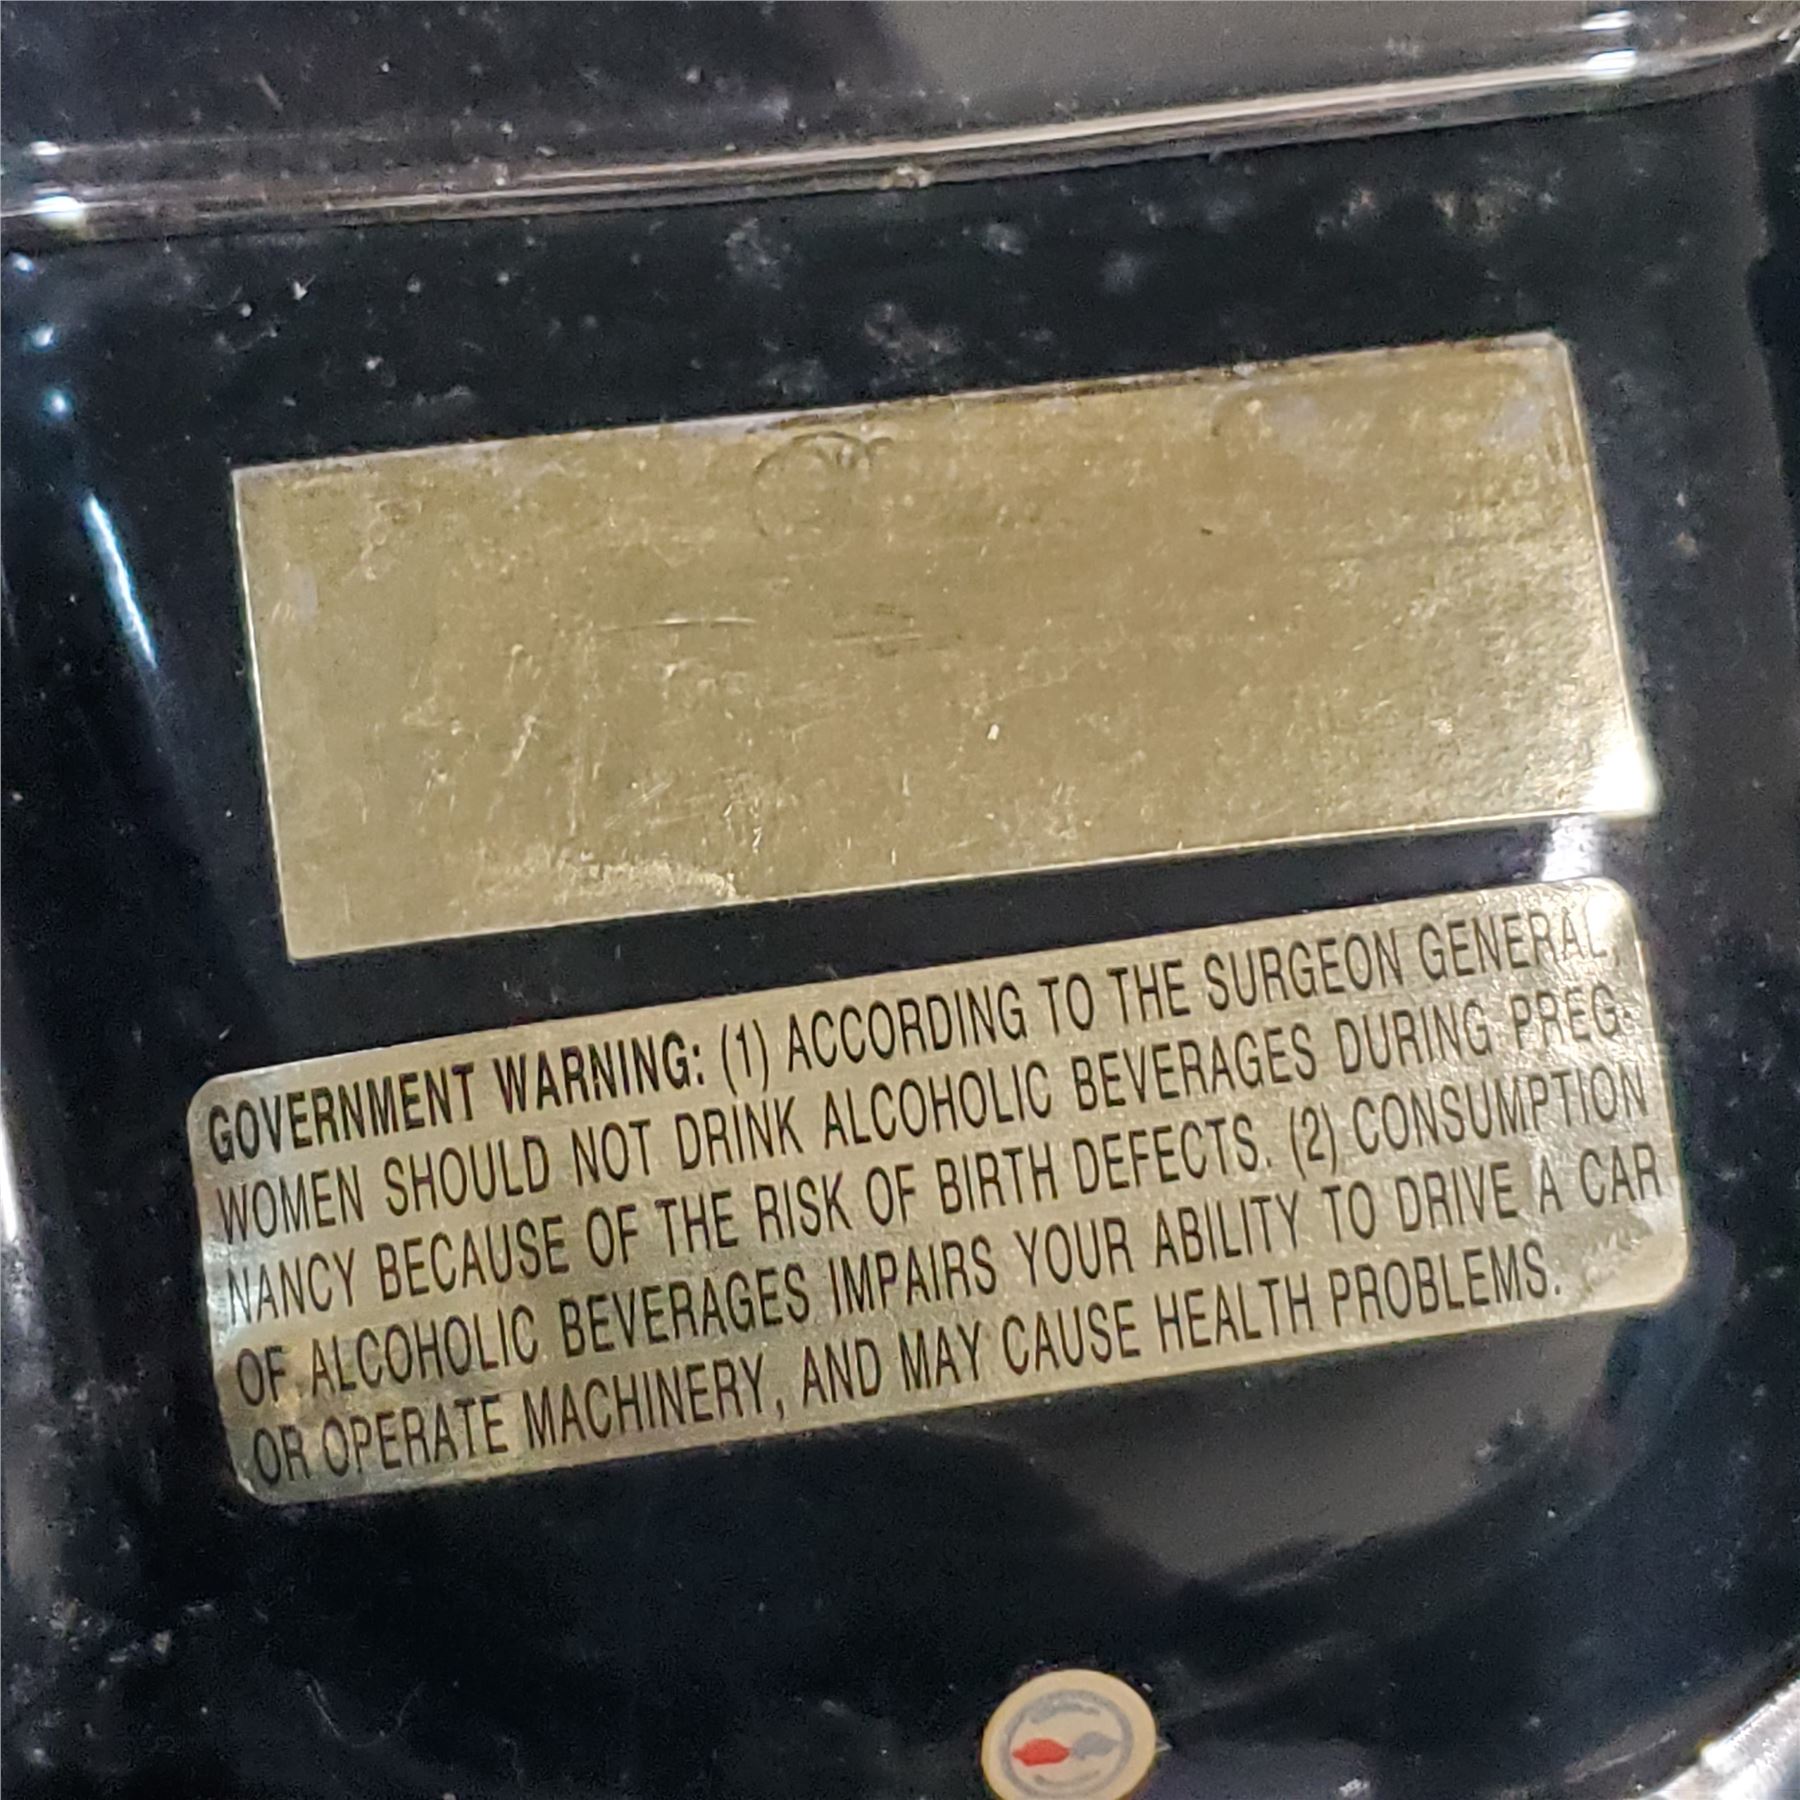 GOVERNMENT WARNING: (1) ACCORDING TO THE SURGEON GENERAL,
WOMEN SHOULD NOT DRINK ALCOHOLIC BEVERAGES DURING PREG-
NANCY BECAUSE OF THE RISK OF BIRTH DEFECTS. (2) CONSUMPTION
OF ALCOHOLIC BEVERAGES IMPAIRS YOUR ABILITY TO DRIVE A CAR
OR OPERATE MACHINERY, AND MAY CAUSE HEALTH PROBLEMS.